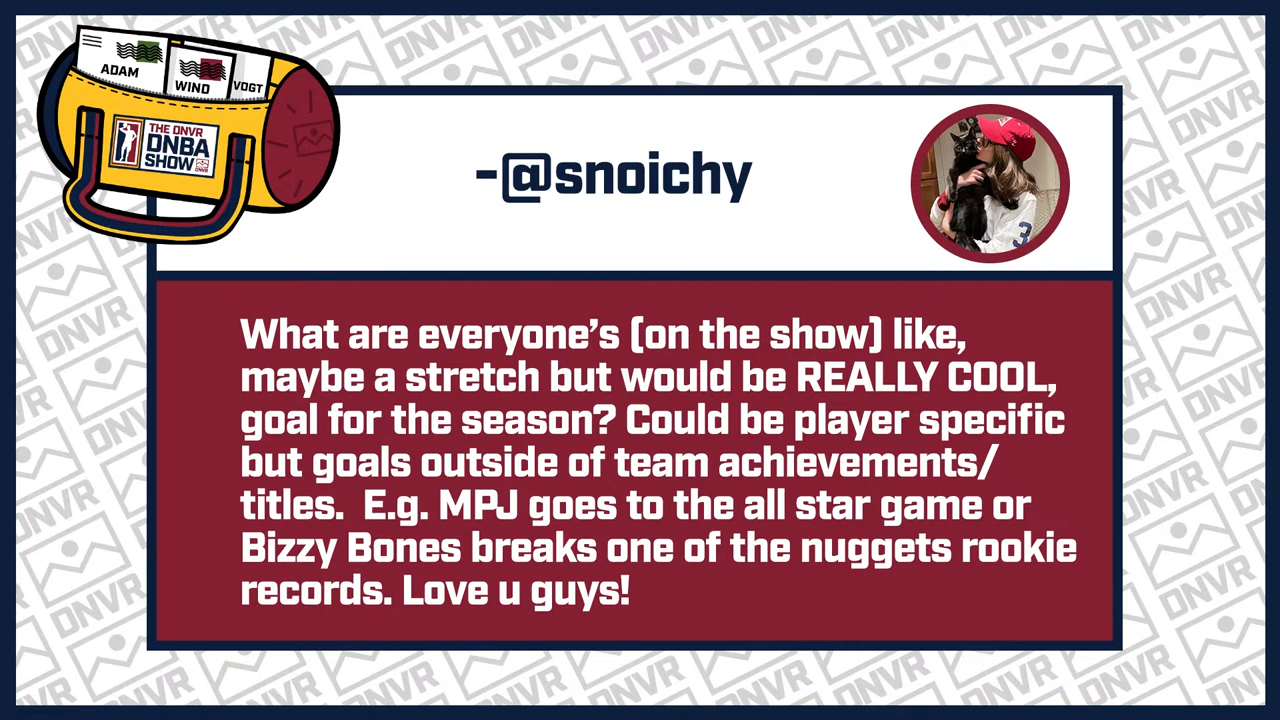 ADAM
WIND
VOGT
THE DNVR
DNBA
SHOW
DNVR
-@snoichy
3
What are everyone's (on the show) like,
maybe a stretch but would be REALLY COOL,
goal for the season? Could be player specific
but goals outside of team achievements/
titles.  E.g. MPJ goes to the all star game or
Bizzy Bones breaks one of the nuggets rookie
records. Love u guys!